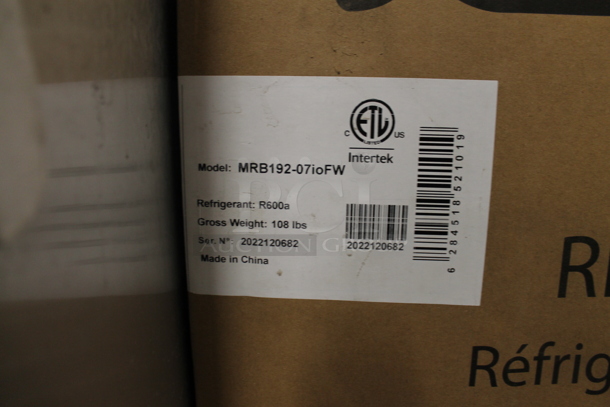 C ETL US
LISTED
Intertek
Model: MRB192-07ioFW
Refrigerant: R600a
Gross Weight: 108 lbs
Ser. N° 2022120682
2022120682
Made in China
6 284518 521019
Réfrig